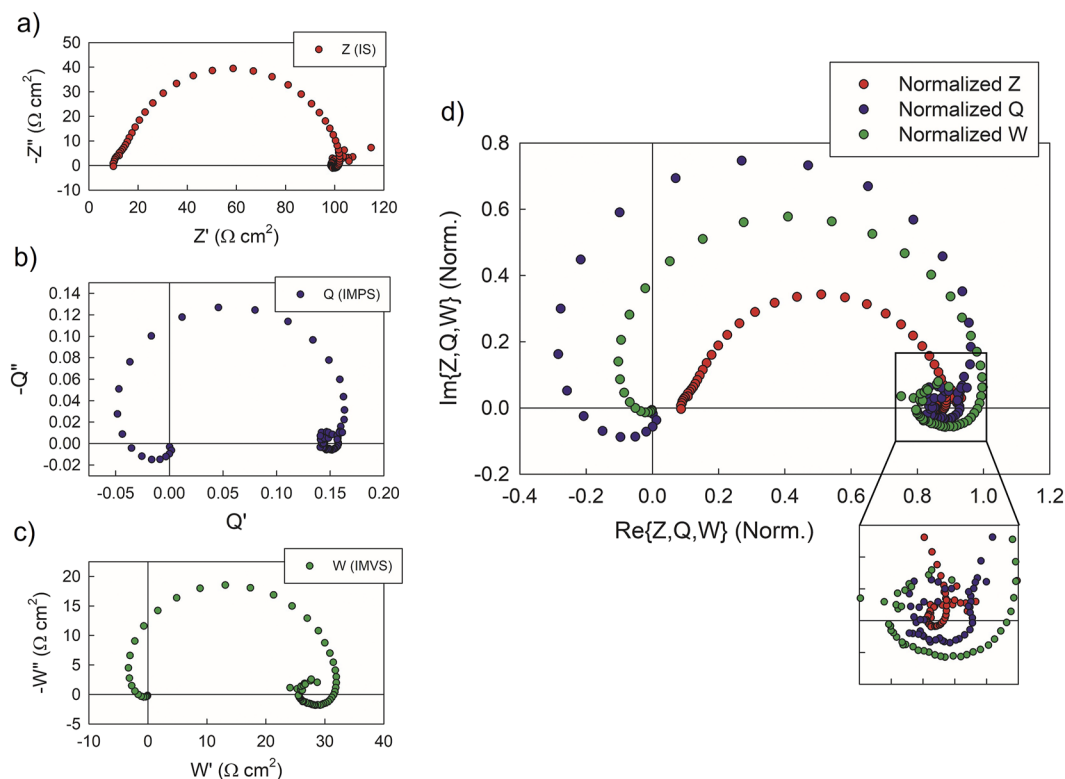 a)
Z (IS)
-Z" (Ω cm²)
50
40
30
20
10
0
-10
0 20 40 60 80 100 120
Z' (Ω cm²)
b)
Q (IMPS)
-Q"
0.14
0.12
0.10
0.08
0.06
0.04
0.02
0.00
-0.02
-0.05 0.00 0.05 0.10 0.15 0.20
Q'
c)
W (IMVS)
-W" (Ω cm²)
20
15
10
5
0
-5
-10 0 10 20 30 40
W' (Ω cm²)
d)
Normalized Z
Normalized Q
Normalized W
Im{Z,Q,W} (Norm.)
0.8
0.6
0.4
0.2
0.0
-0.2
-0.4 -0.2 0.0 0.2 0.4 0.6 0.8 1.0 1.2
Re{Z,Q,W} (Norm.)